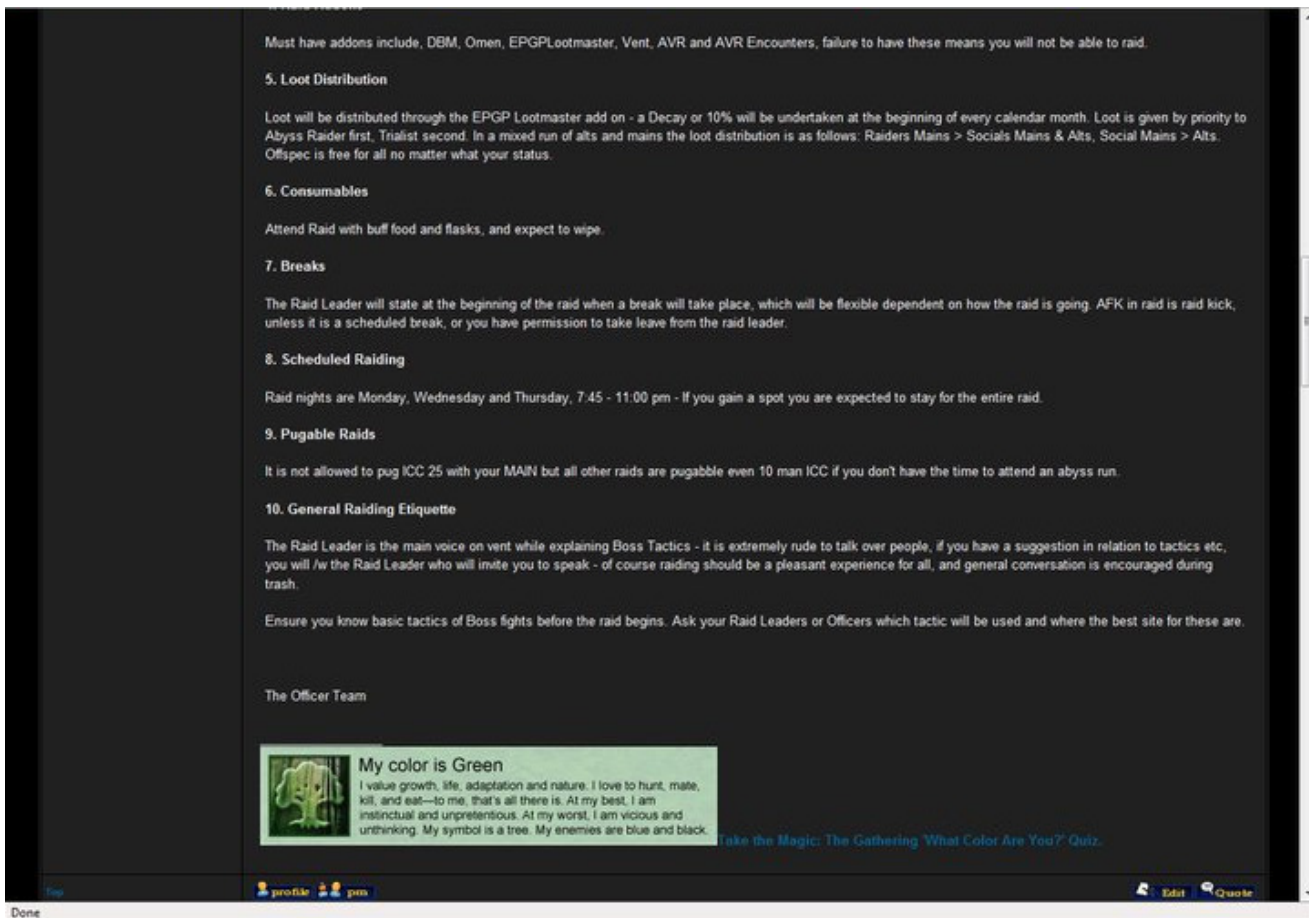 Must have addons include, DBM, Omen, EPGPLootmaster, Vent, AVR and AVR Encounters, failure to have these means you will not be able to raid.
5. Loot Distribution
Loot will be distributed through the EPGP Lootmaster add on - a Decay or 10% will be undertaken at the beginning of every calendar month. Loot is given by priority to
Abyss Raider first, Trialist second. In a mixed run of alts and mains the loot distribution is as follows: Raiders Mains > Socials Mains & Alts, Social Mains > Alts.
Offspec is free for all no matter what your status.
6. Consumables
Attend Raid with buff food and flasks, and expect to wipe.
7. Breaks
The Raid Leader will state at the beginning of the raid when a break will take place, which will be flexible dependent on how the raid is going. AFK in raid is raid kick,
unless it is a scheduled break, or you have permission to take leave from the raid leader.
8. Scheduled Raiding
Raid nights are Monday, Wednesday and Thursday, 7:45 - 11:00 pm - If you gain a spot you are expected to stay for the entire raid.
9. Pugable Raids
It is not allowed to pug ICC 25 with your MAIN but all other raids are pugabble even 10 man ICC if you don't have the time to attend an abyss run.
10. General Raiding Etiquette
The Raid Leader is the main voice on vent while explaining Boss Tactics - it is extremely rude to talk over people, if you have a suggestion in relation to tactics etc,
you will /w the Raid Leader who will invite you to speak - of course raiding should be a pleasant experience for all, and general conversation is encouraged during
trash.
Ensure you know basic tactics of Boss fights before the raid begins. Ask your Raid Leaders or Officers which tactic will be used and where the best site for these are.
The Officer Team
My color is Green
I value growth, life, adaptation and nature. I love to hunt, mate,
kill, and eat—to me, that's all there is. At my best, I am
instinctual and unpretentious. At my worst, I am vicious and
unthinking. My symbol is a tree. My enemies are blue and black.
Take the Magic: The Gathering 'What Color Are You?' Quiz.
Top profile pm Edit Quote
Done